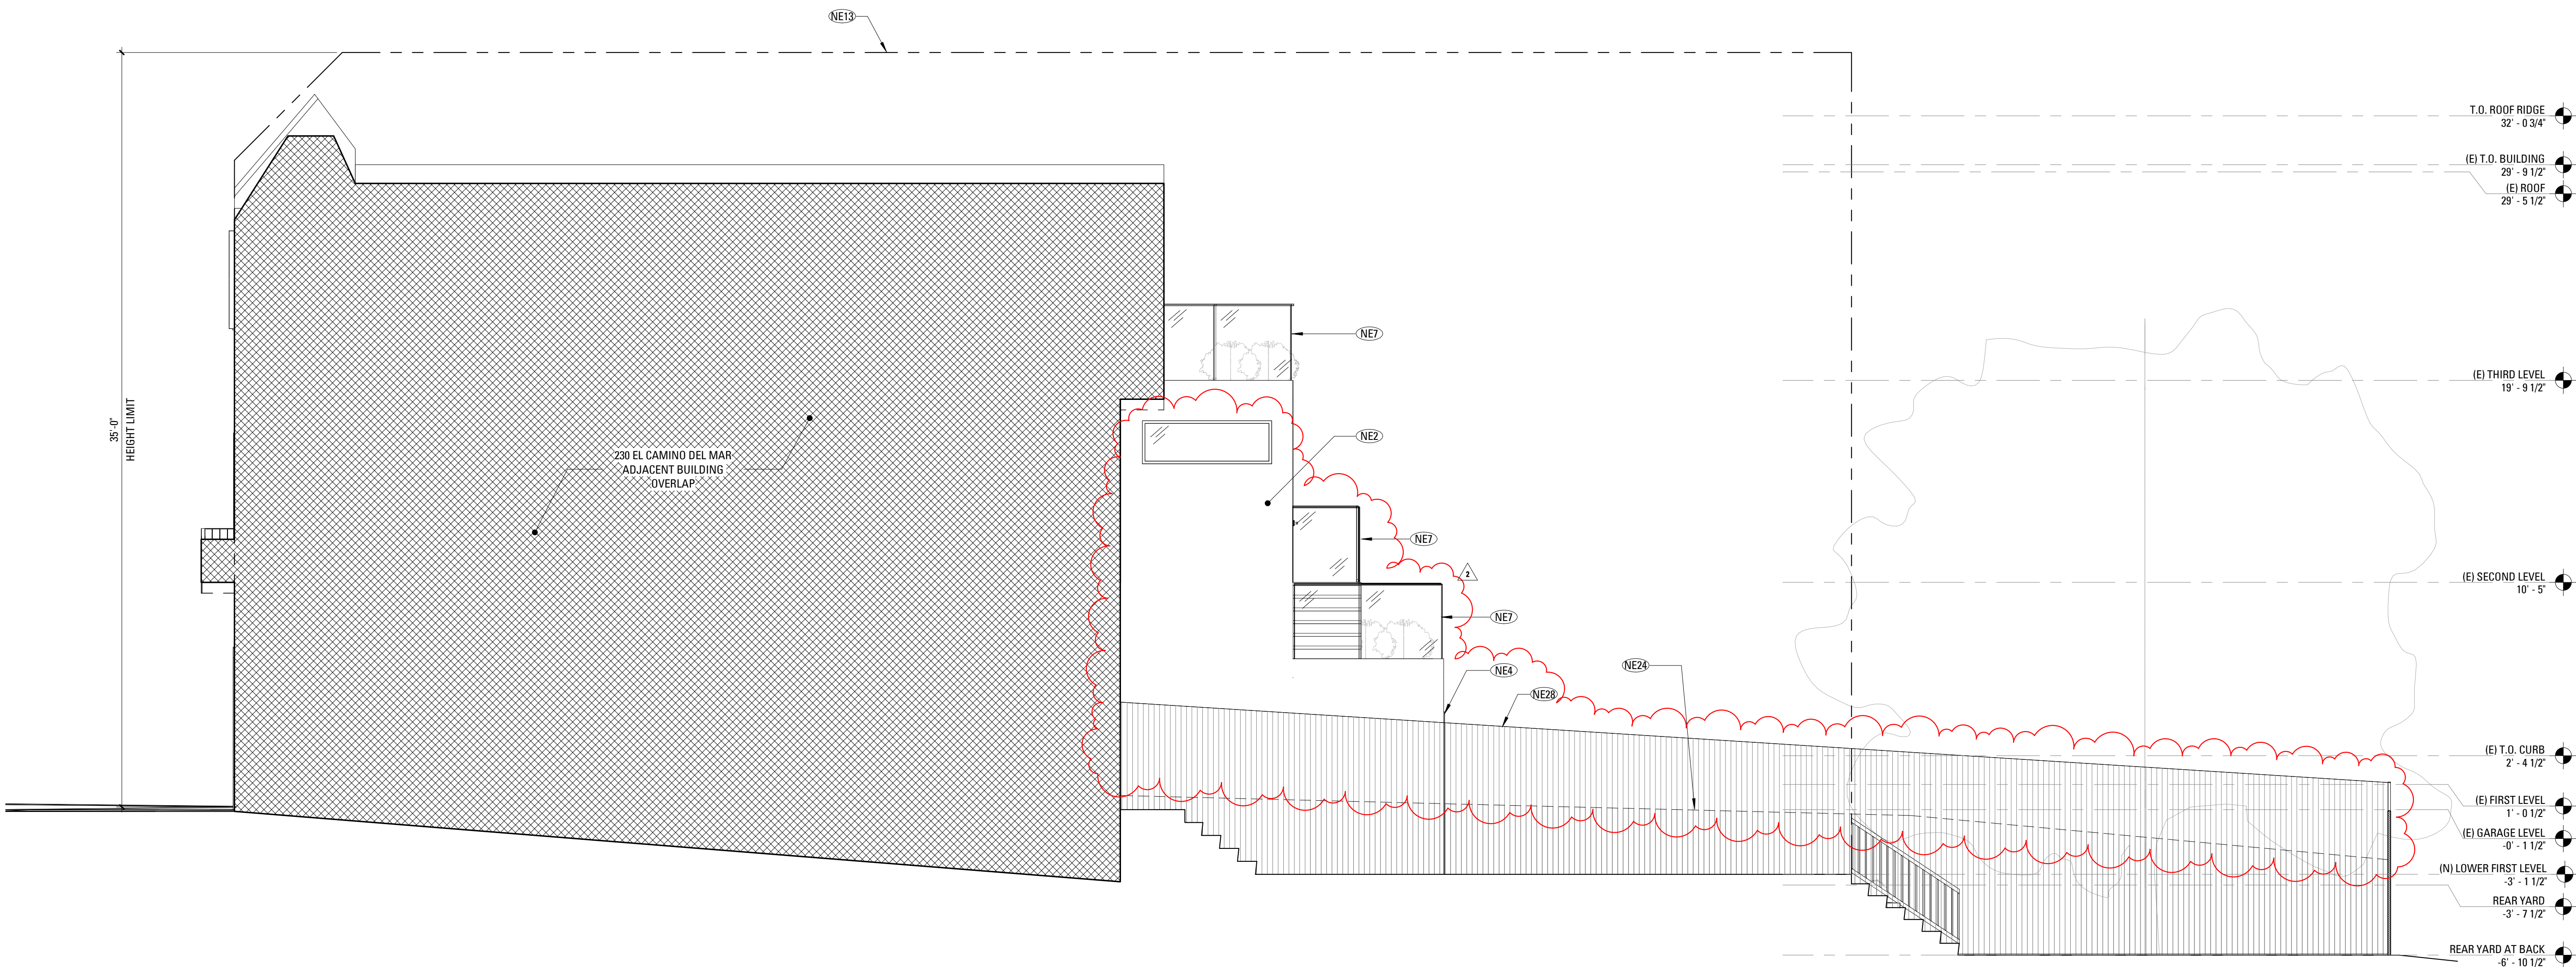 NE13
T.O. ROOF RIDGE
32' - 0 3/4"
(E) T.O. BUILDING
29' - 9 1/2"
(E) ROOF
29' - 5 1/2"
NE7
(E) THIRD LEVEL
19' - 9 1/2"
35'-0"
HEIGHT LIMIT
NE2
230 EL CAMINO DEL MAR
ADJACENT BUILDING
OVERLAP
NE7
2
(E) SECOND LEVEL
10' - 5"
NE7
NE24
NE4
NE28
(E) T.O. CURB
2' - 4 1/2"
(E) FIRST LEVEL
1' - 0 1/2"
(E) GARAGE LEVEL
-0' - 1 1/2"
(N) LOWER FIRST LEVEL
-3' - 1 1/2"
REAR YARD
-3' - 7 1/2"
REAR YARD AT BACK
-6' - 10 1/2"